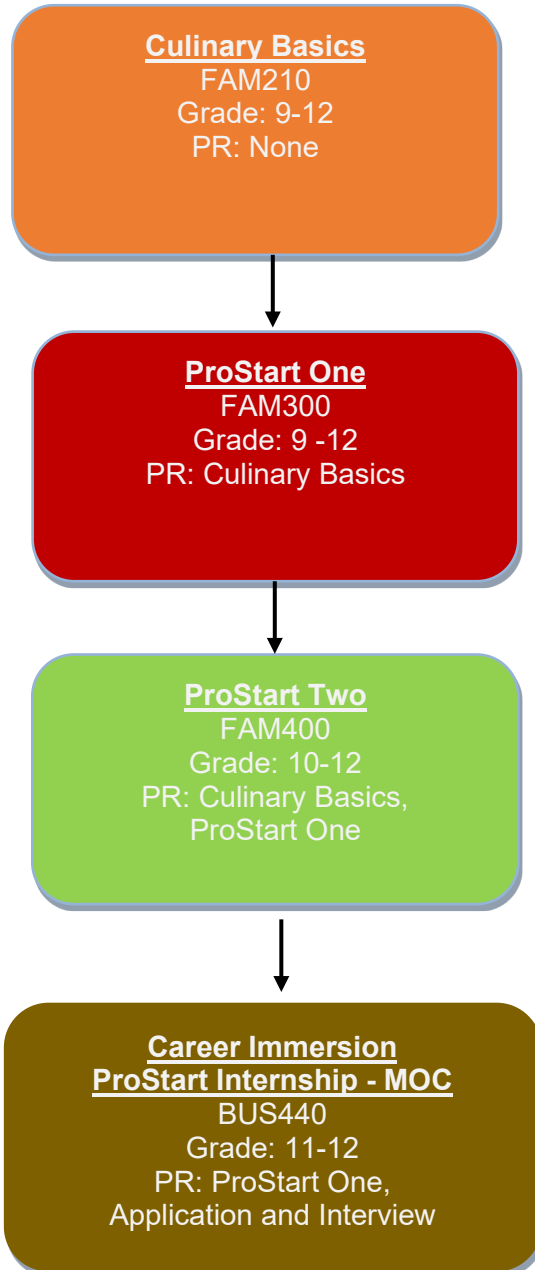 Culinary Basics
FAM210
Grade: 9-12
PR: None
ProStart One
FAM300
Grade: 9 -12
PR: Culinary Basics
ProStart Two
FAM400
Grade: 10-12
PR: Culinary Basics,
ProStart One
Career Immersion
ProStart Internship - MOC
BUS440
Grade: 11-12
PR: ProStart One,
Application and Interview